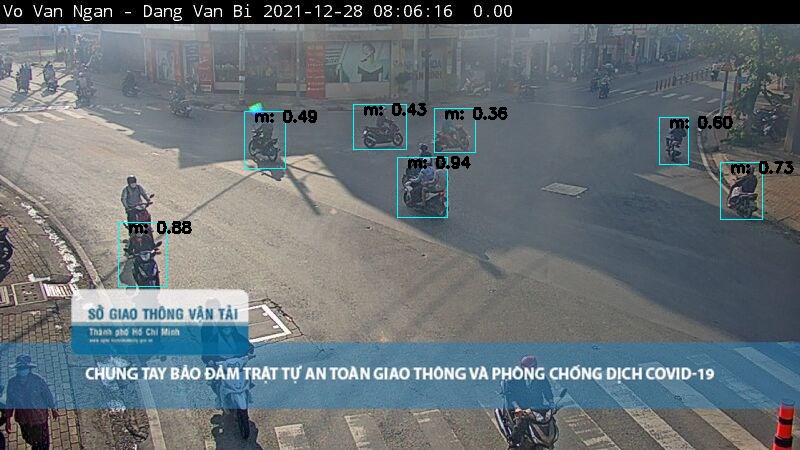 Vo Van Ngan - Dang Van Bi 2021-12-28 08:06:16 0.00
m: 0.49
m: 0.43
m: 0.36
m: 0.60
m: 0.94
m: 0.73
m: 0.88
SỞ GIAO THÔNG VẬN TẢI
Thành phố Hồ Chí Minh
CHUNG TAY BẢO ĐẢM TRẬT TỰ AN TOÀN GIAO THÔNG VÀ PHÒNG CHỐNG DỊCH COVID-19